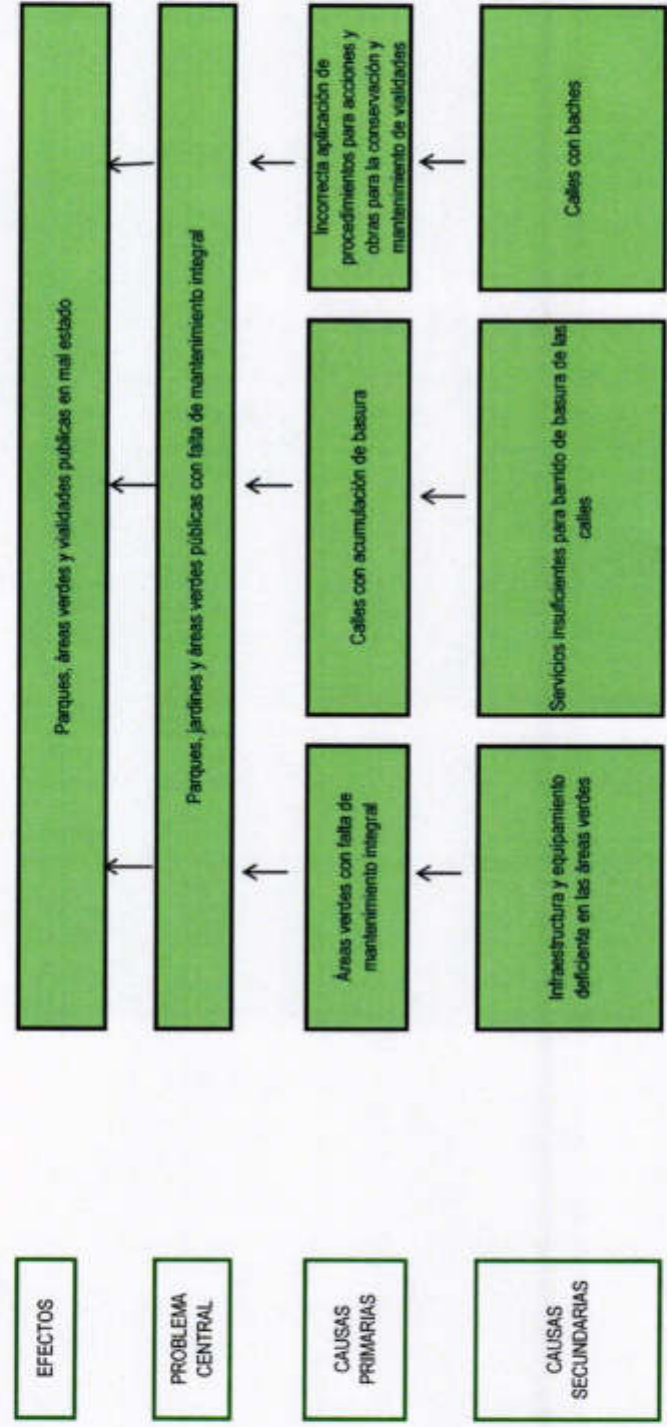 EFECTOS
Parques, áreas verdes y vialidades publicas en mal estado
PROBLEMA
CENTRAL
Parques, jardines y áreas verdes públicas con falta de mantenimiento integral
CAUSAS
PRIMARIAS
Áreas verdes con falta de
mantenimiento integral
Calles con acumulación de basura
Incorrecta aplicación de
procedimientos para acciones y
obras para la conservación y
mantenimiento de vialidades
CAUSAS
SECUNDARIAS
Infraestructura y equipamiento
deficiente en las áreas verdes
Servicios insuficientes para barrido de basura de las
calles
Calles con baches